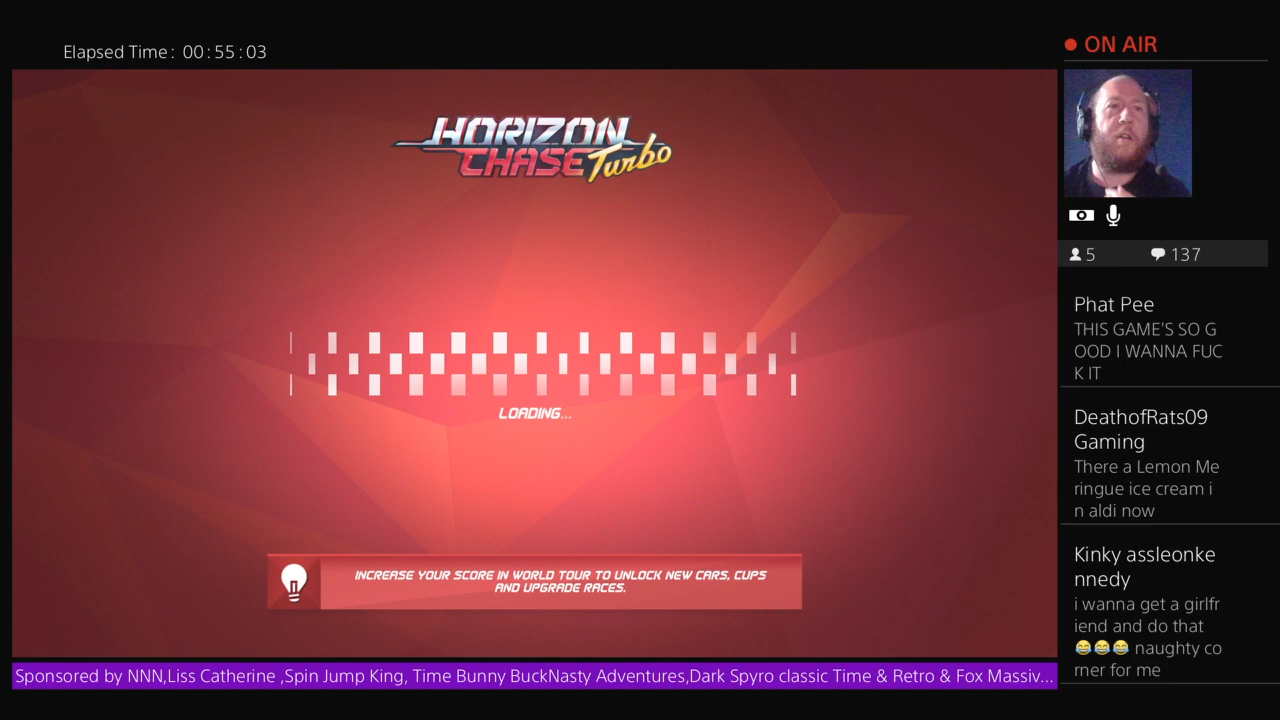 Elapsed Time: 00:55:03
ON AIR
HORIZON
CHASE Turbo
5 137
Phat Pee
THIS GAME'S SO G
OOD I WANNA FUC
K IT
DeathofRats09
Gaming
There a Lemon Me
ringue ice cream i
n aldi now
Kinky assleonke
nnedy
i wanna get a girlfr
iend and do that
😂😂😂 naughty co
rner for me
LOADING...
INCREASE YOUR SCORE IN WORLD TOUR TO UNLOCK NEW CARS, CUPS
AND UPGRADE RACES.
Sponsored by NNN,Liss Catherine ,Spin Jump King, Time Bunny BuckNasty Adventures,Dark Spyro classic Time & Retro & Fox Massiv...